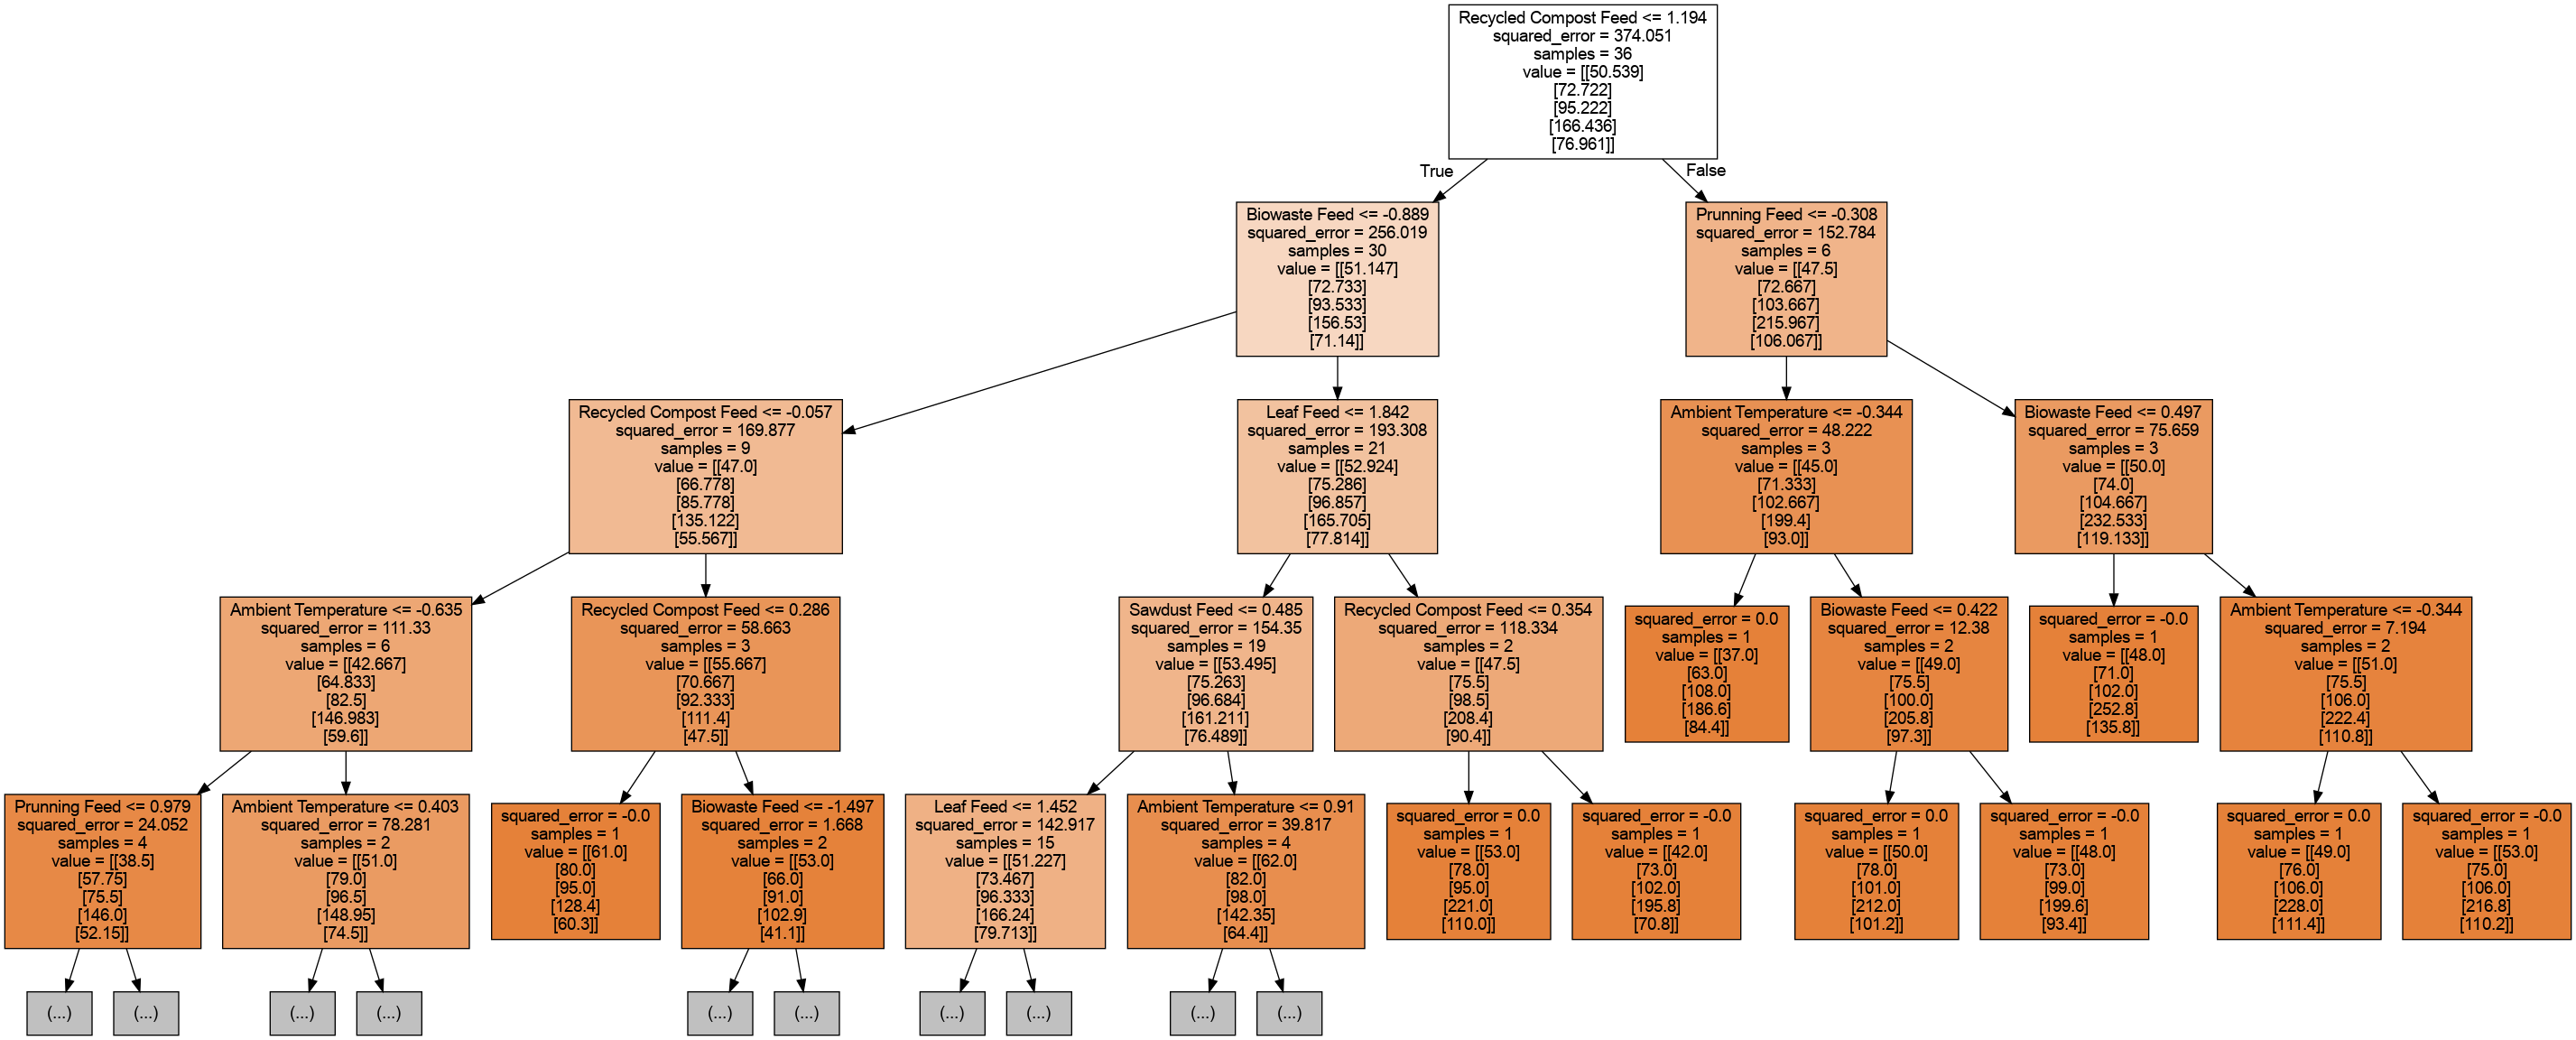 Recycled Compost Feed <= 1.194
squared_error = 374.051
samples = 36
value = [[50.539]
[72.722]
[95.222]
[166.436]
[76.961]]
True
False
Biowaste Feed <= -0.889
squared_error = 256.019
samples = 30
value = [[51.147]
[72.733]
[93.533]
[156.53]
[71.14]]
Prunning Feed <= -0.308
squared_error = 152.784
samples = 6
value = [[47.5]
[72.667]
[103.667]
[215.967]
[106.067]]
Recycled Compost Feed <= -0.057
squared_error = 169.877
samples = 9
value = [[47.0]
[66.778]
[85.778]
[135.122]
[55.567]]
Leaf Feed <= 1.842
squared_error = 193.308
samples = 21
value = [[52.924]
[75.286]
[96.857]
[165.705]
[77.814]]
Ambient Temperature <= -0.344
squared_error = 48.222
samples = 3
value = [[45.0]
[71.333]
[102.667]
[199.4]
[93.0]]
Biowaste Feed <= 0.497
squared_error = 75.659
samples = 3
value = [[50.0]
[74.0]
[104.667]
[232.533]
[119.133]]
Ambient Temperature <= -0.635
squared_error = 111.33
samples = 6
value = [[42.667]
[64.833]
[82.5]
[146.983]
[59.6]]
Recycled Compost Feed <= 0.286
squared_error = 58.663
samples = 3
value = [[55.667]
[70.667]
[92.333]
[111.4]
[47.5]]
Sawdust Feed <= 0.485
squared_error = 154.35
samples = 19
value = [[53.495]
[75.263]
[96.684]
[161.211]
[76.489]]
Recycled Compost Feed <= 0.354
squared_error = 118.334
samples = 2
value = [[47.5]
[75.5]
[98.5]
[208.4]
[90.4]]
squared_error = 0.0
samples = 1
value = [[37.0]
[63.0]
[108.0]
[186.6]
[84.4]]
Biowaste Feed <= 0.422
squared_error = 12.38
samples = 2
value = [[49.0]
[75.5]
[100.0]
[205.8]
[97.3]]
squared_error = -0.0
samples = 1
value = [[48.0]
[71.0]
[102.0]
[252.8]
[135.8]]
Ambient Temperature <= -0.344
squared_error = 7.194
samples = 2
value = [[51.0]
[75.5]
[106.0]
[222.4]
[110.8]]
Prunning Feed <= 0.979
squared_error = 24.052
samples = 4
value = [[38.5]
[57.75]
[75.5]
[146.0]
[52.15]]
Ambient Temperature <= 0.403
squared_error = 78.281
samples = 2
value = [[51.0]
[79.0]
[96.5]
[148.95]
[74.5]]
squared_error = -0.0
samples = 1
value = [[61.0]
[80.0]
[95.0]
[128.4]
[60.3]]
Biowaste Feed <= -1.497
squared_error = 1.668
samples = 2
value = [[53.0]
[66.0]
[91.0]
[102.9]
[41.1]]
Leaf Feed <= 1.452
squared_error = 142.917
samples = 15
value = [[51.227]
[73.467]
[96.333]
[166.24]
[79.713]]
Ambient Temperature <= 0.91
squared_error = 39.817
samples = 4
value = [[62.0]
[82.0]
[98.0]
[142.35]
[64.4]]
squared_error = 0.0
samples = 1
value = [[53.0]
[78.0]
[95.0]
[221.0]
[110.0]]
squared_error = -0.0
samples = 1
value = [[42.0]
[73.0]
[102.0]
[195.8]
[70.8]]
squared_error = 0.0
samples = 1
value = [[50.0]
[78.0]
[101.0]
[212.0]
[101.2]]
squared_error = -0.0
samples = 1
value = [[48.0]
[73.0]
[99.0]
[199.6]
[93.4]]
squared_error = 0.0
samples = 1
value = [[49.0]
[76.0]
[106.0]
[228.0]
[111.4]]
squared_error = -0.0
samples = 1
value = [[53.0]
[75.0]
[106.0]
[216.8]
[110.2]]
(...)
(...)
(...)
(...)
(...)
(...)
(...)
(...)
(...)
(...)